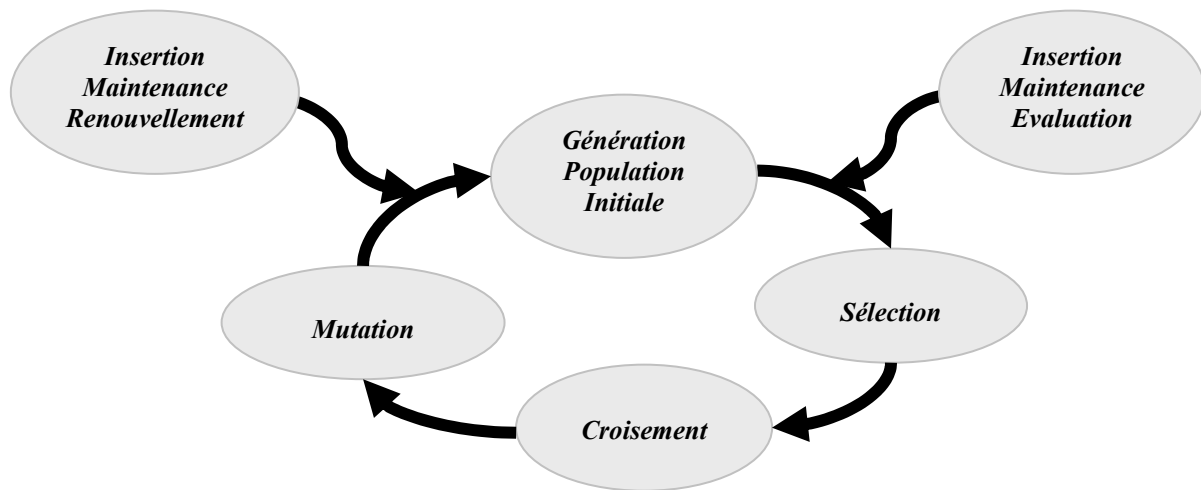 Insertion
Maintenance
Renouvellement
Insertion
Maintenance
Evaluation
Génération
Population
Initiale
Mutation
Sélection
Croisement